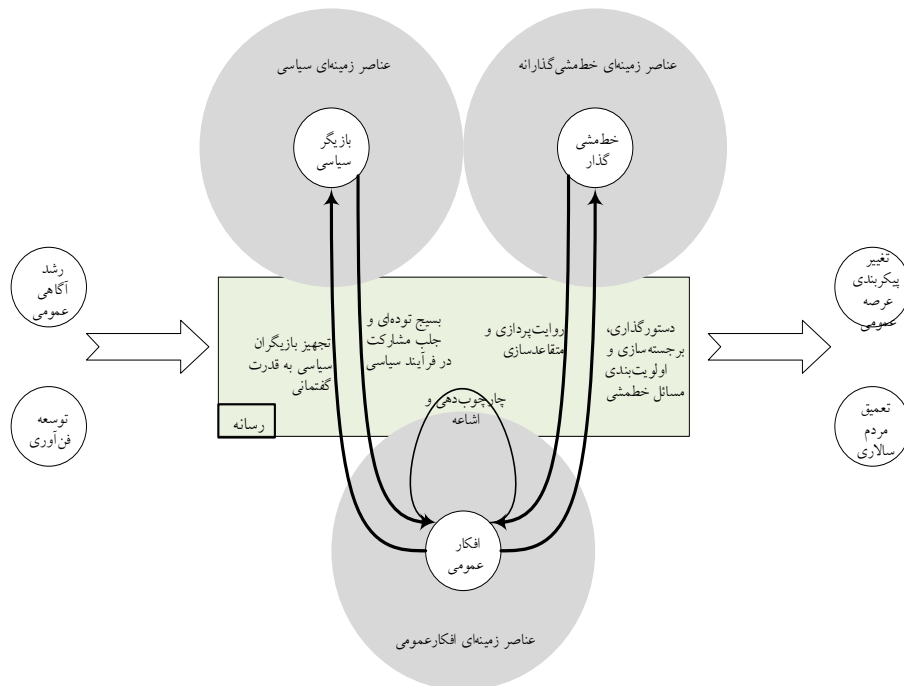 عناصر زمینه‌ای خط‌مشی‌گذارانه
عناصر زمینه‌ای سیاسی
خط‌مشی
گذار
بازیگر
سیاسی
رشد
آگاهی
عمومی
توسعه
فن‌آوری
تجهیز بازیگران
سیاسی به قدرت
گفتمانی
بسیج توده‌ای و
جلب مشارکت
در فرآیند سیاسی
روایت‌پردازی و
متقاعدسازی
دستورگذاری،
برجسته‌سازی و
اولویت‌بندی
مسائل خطمشی
چارچوب‌دهی و
اشاعه
رسانه
تغییر
پیکربندی
عرصه
عمومی
تعمیق
مردم
سالاری
افکار
عمومی
عناصر زمینه‌ای افکارعمومی